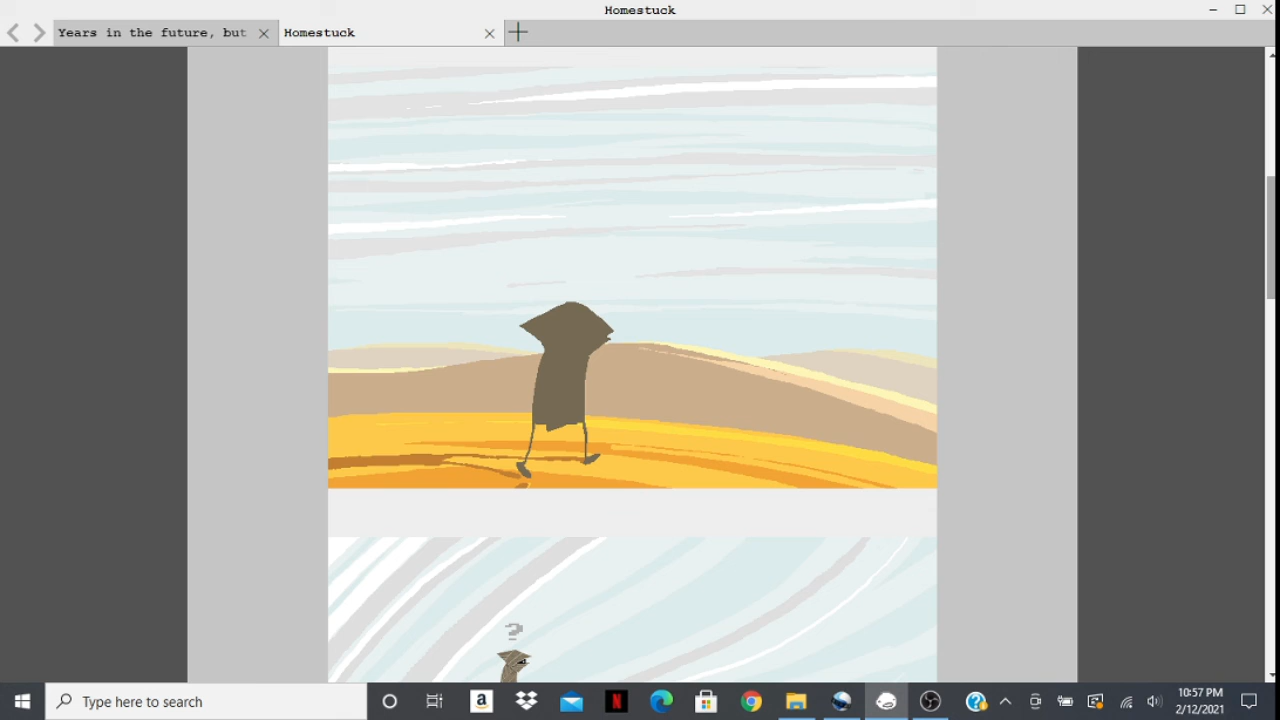 Homestuck
Years in the future, but
Homestuck
?
Type here to search
10:57 PM
2/12/2021